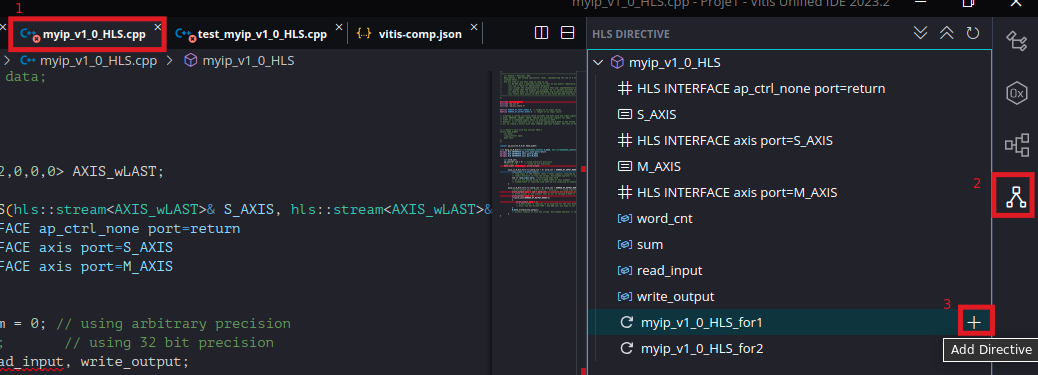 myip_v1_0_HLS.cpp - Proje1 - Vitis Unified IDE 2023.2
1
myip_v1_0_HLS.cpp
test_myip_v1_0_HLS.cpp
vitis-comp.json
myip_v1_0_HLS.cpp > myip_v1_0_HLS
data;
2,0,0,0> AXIS_wLAST;
S(hls::stream<AXIS_wLAST>& S_AXIS, hls::stream<AXIS_wLAST>&
FACE ap_ctrl_none port=return
FACE axis port=S_AXIS
FACE axis port=M_AXIS
m = 0; // using arbitrary precision
; // using 32 bit precision
ad_input, write_output;
HLS DIRECTIVE
myip_v1_0_HLS
HLS INTERFACE ap_ctrl_none port=return
S_AXIS
HLS INTERFACE axis port=S_AXIS
M_AXIS
HLS INTERFACE axis port=M_AXIS
word_cnt
sum
read_input
write_output
myip_v1_0_HLS_for1
myip_v1_0_HLS_for2
2
3
Add Directive